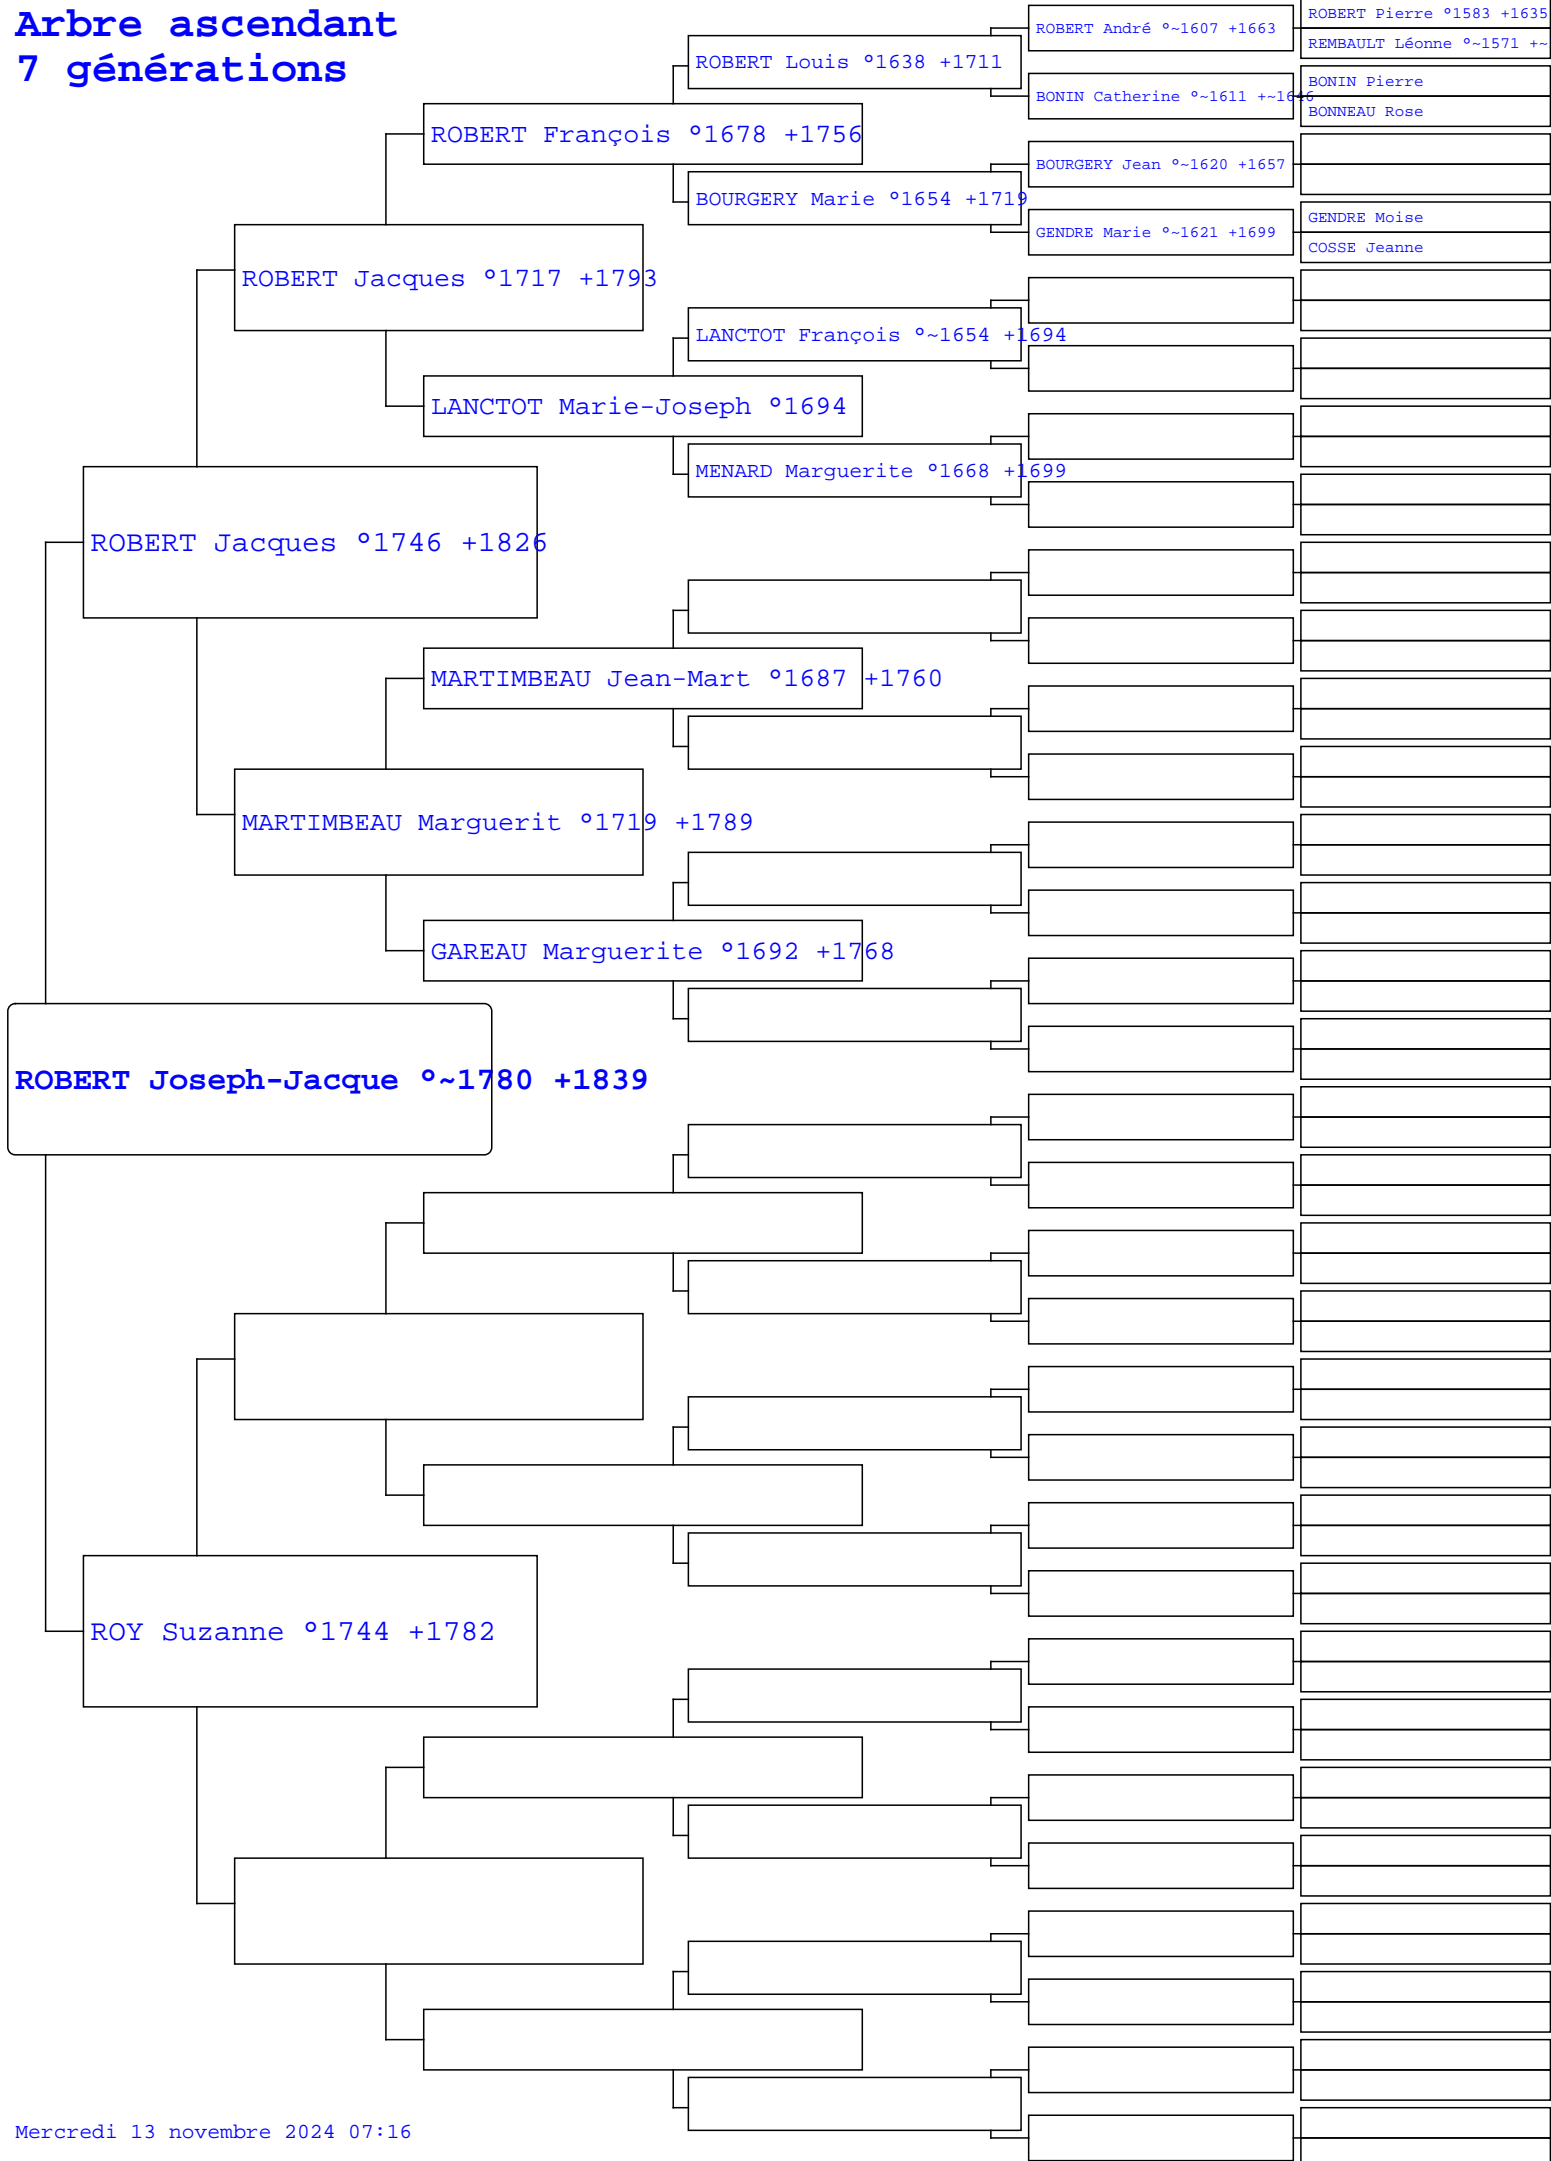 Arbre ascendant
7 générations
ROBERT Pierre °1583 +1635
ROBERT André °~1607 +1663
REMBAULT Léonne °~1571 +~
ROBERT Louis °1638 +1711
BONIN Pierre
BONIN Catherine °~1611 +~1646
BONNEAU Rose
ROBERT François °1678 +1756
BOURGERY Jean °~1620 +1657
BOURGERY Marie °1654 +1719
GENDRE Moise
GENDRE Marie °~1621 +1699
COSSE Jeanne
ROBERT Jacques °1717 +1793
LANCTOT François °~1654 +1694
LANCTOT Marie-Joseph °1694
MENARD Marguerite °1668 +1699
ROBERT Jacques °1746 +1826
MARTIMBEAU Jean-Mart °1687 +1760
MARTIMBEAU Marguerit °1719 +1789
GAREAU Marguerite °1692 +1768
ROBERT Joseph-Jacque °~1780 +1839
ROY Suzanne °1744 +1782
Mercredi 13 novembre 2024 07:16